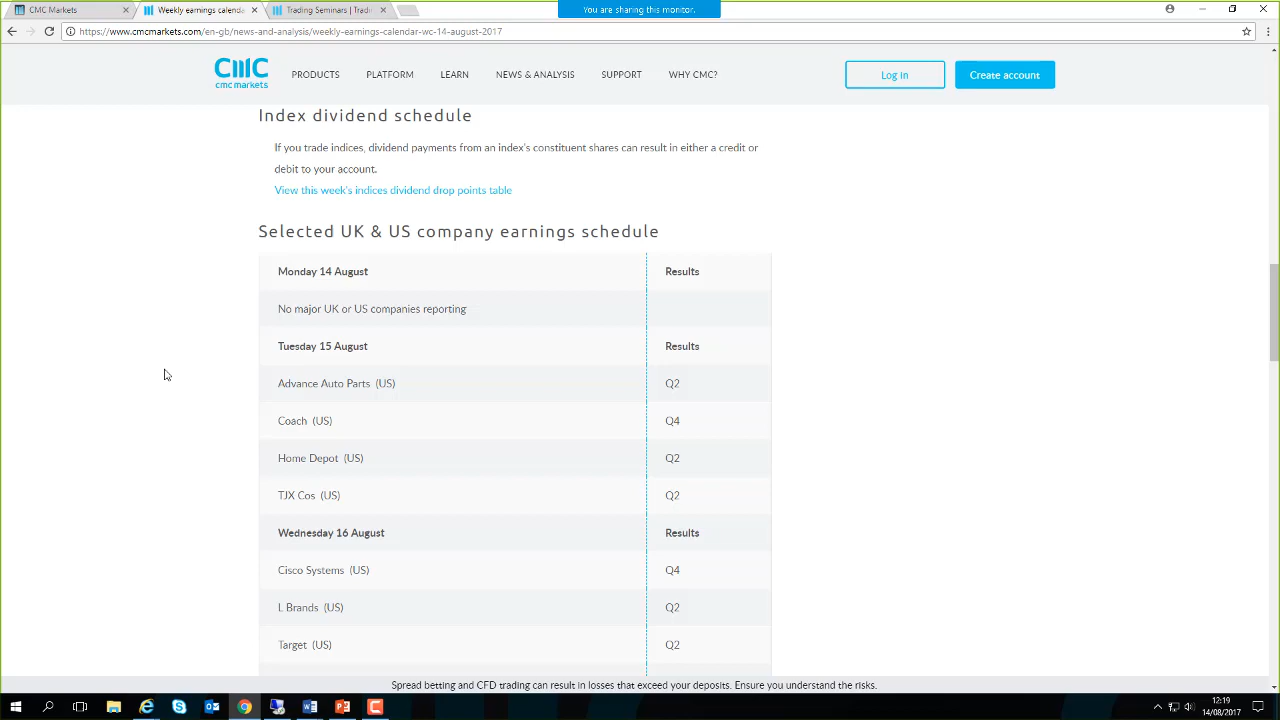 You are sharing this monitor.
CMC Markets
Weekly earnings calenda
Trading Seminars | Tradi
https://www.cmcmarkets.com/en-gb/news-and-analysis/weekly-earnings-calendar-wc-14-august-2017
cmc markets
PRODUCTS PLATFORM LEARN NEWS & ANALYSIS SUPPORT WHY CMC? Log in Create account
Index dividend schedule
If you trade indices, dividend payments from an index's constituent shares can result in either a credit or
debit to your account.
View this week's indices dividend drop points table
Selected UK & US company earnings schedule
Monday 14 August Results
No major UK or US companies reporting
Tuesday 15 August Results
Advance Auto Parts (US) Q2
Coach (US) Q4
Home Depot (US) Q2
TJX Cos (US) Q2
Wednesday 16 August Results
Cisco Systems (US) Q4
L Brands (US) Q2
Target (US) Q2
Spread betting and CFD trading can result in losses that exceed your deposits. Ensure you understand the risks.
12:19
14/08/2017